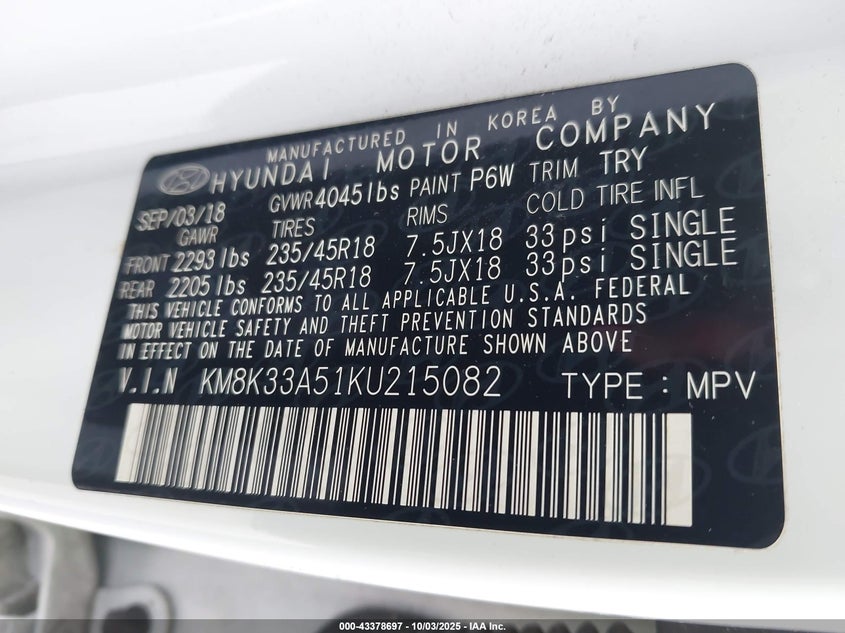 MANUFACTURED IN KOREA BY
HYUNDAI MOTOR COMPANY
SEP/03/18 GVWR 4045lbs PAINT P6W TRIM TRY
GAWR TIRES RIMS COLD TIRE INFL
FRONT 2293 lbs 235/45R18 7.5JX18 33psi SINGLE
REAR 2205 lbs 235/45R18 7.5JX18 33psi SINGLE
THIS VEHICLE CONFORMS TO ALL APPLICABLE U.S.A. FEDERAL
MOTOR VEHICLE SAFETY AND THEFT PREVENTION STANDARDS
IN EFFECT ON THE DATE OF MANUFACTURE SHOWN ABOVE
V.I.N KM8K33A51KU215082 TYPE : MPV
000-43378697 - 10/03/2025 - IAA Inc.